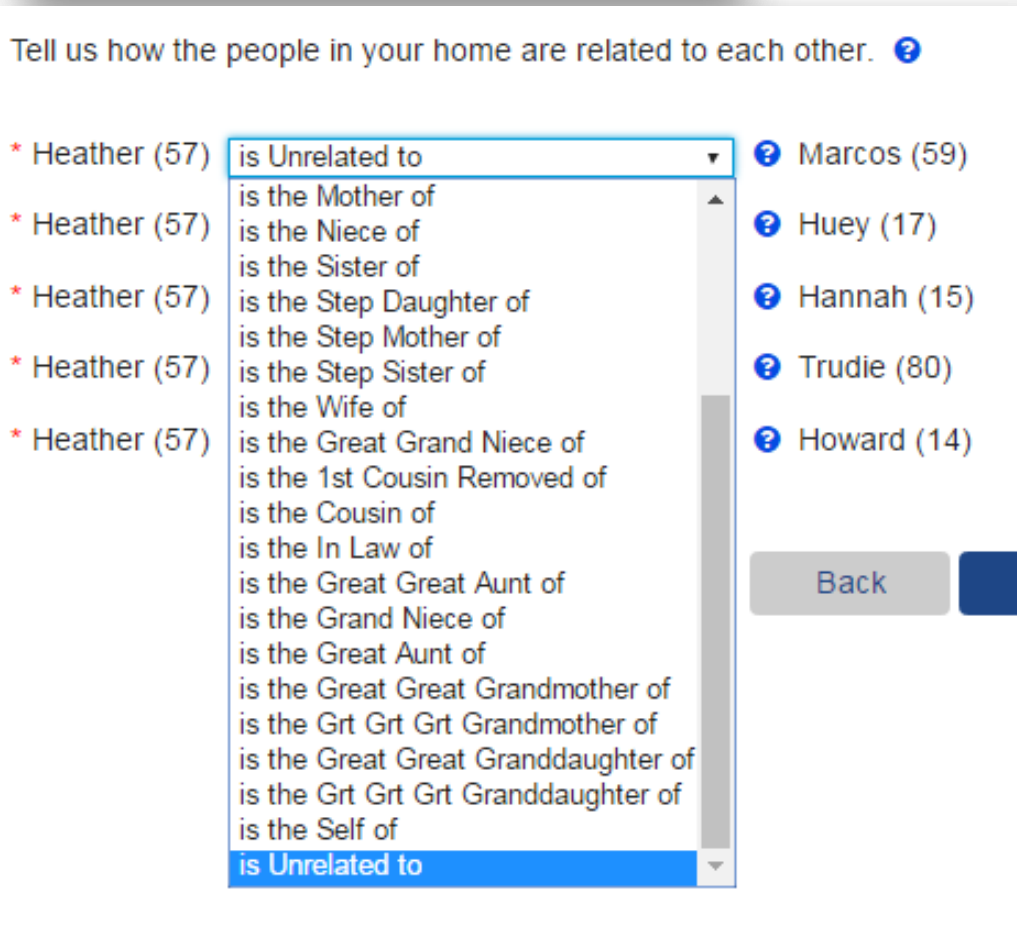 Tell us how the people in your home are related to each other. ?
* Heather (57) is Unrelated to ? Marcos (59)
is the Mother of
* Heather (57) is the Niece of ? Huey (17)
is the Sister of
* Heather (57) is the Step Daughter of ? Hannah (15)
is the Step Mother of
* Heather (57) is the Step Sister of ? Trudie (80)
is the Wife of
* Heather (57) is the Great Grand Niece of ? Howard (14)
is the 1st Cousin Removed of
is the Cousin of
is the In Law of
is the Great Great Aunt of Back
is the Grand Niece of
is the Great Aunt of
is the Great Great Grandmother of
is the Grt Grt Grt Grandmother of
is the Great Great Granddaughter of
is the Grt Grt Grt Granddaughter of
is the Self of
is Unrelated to